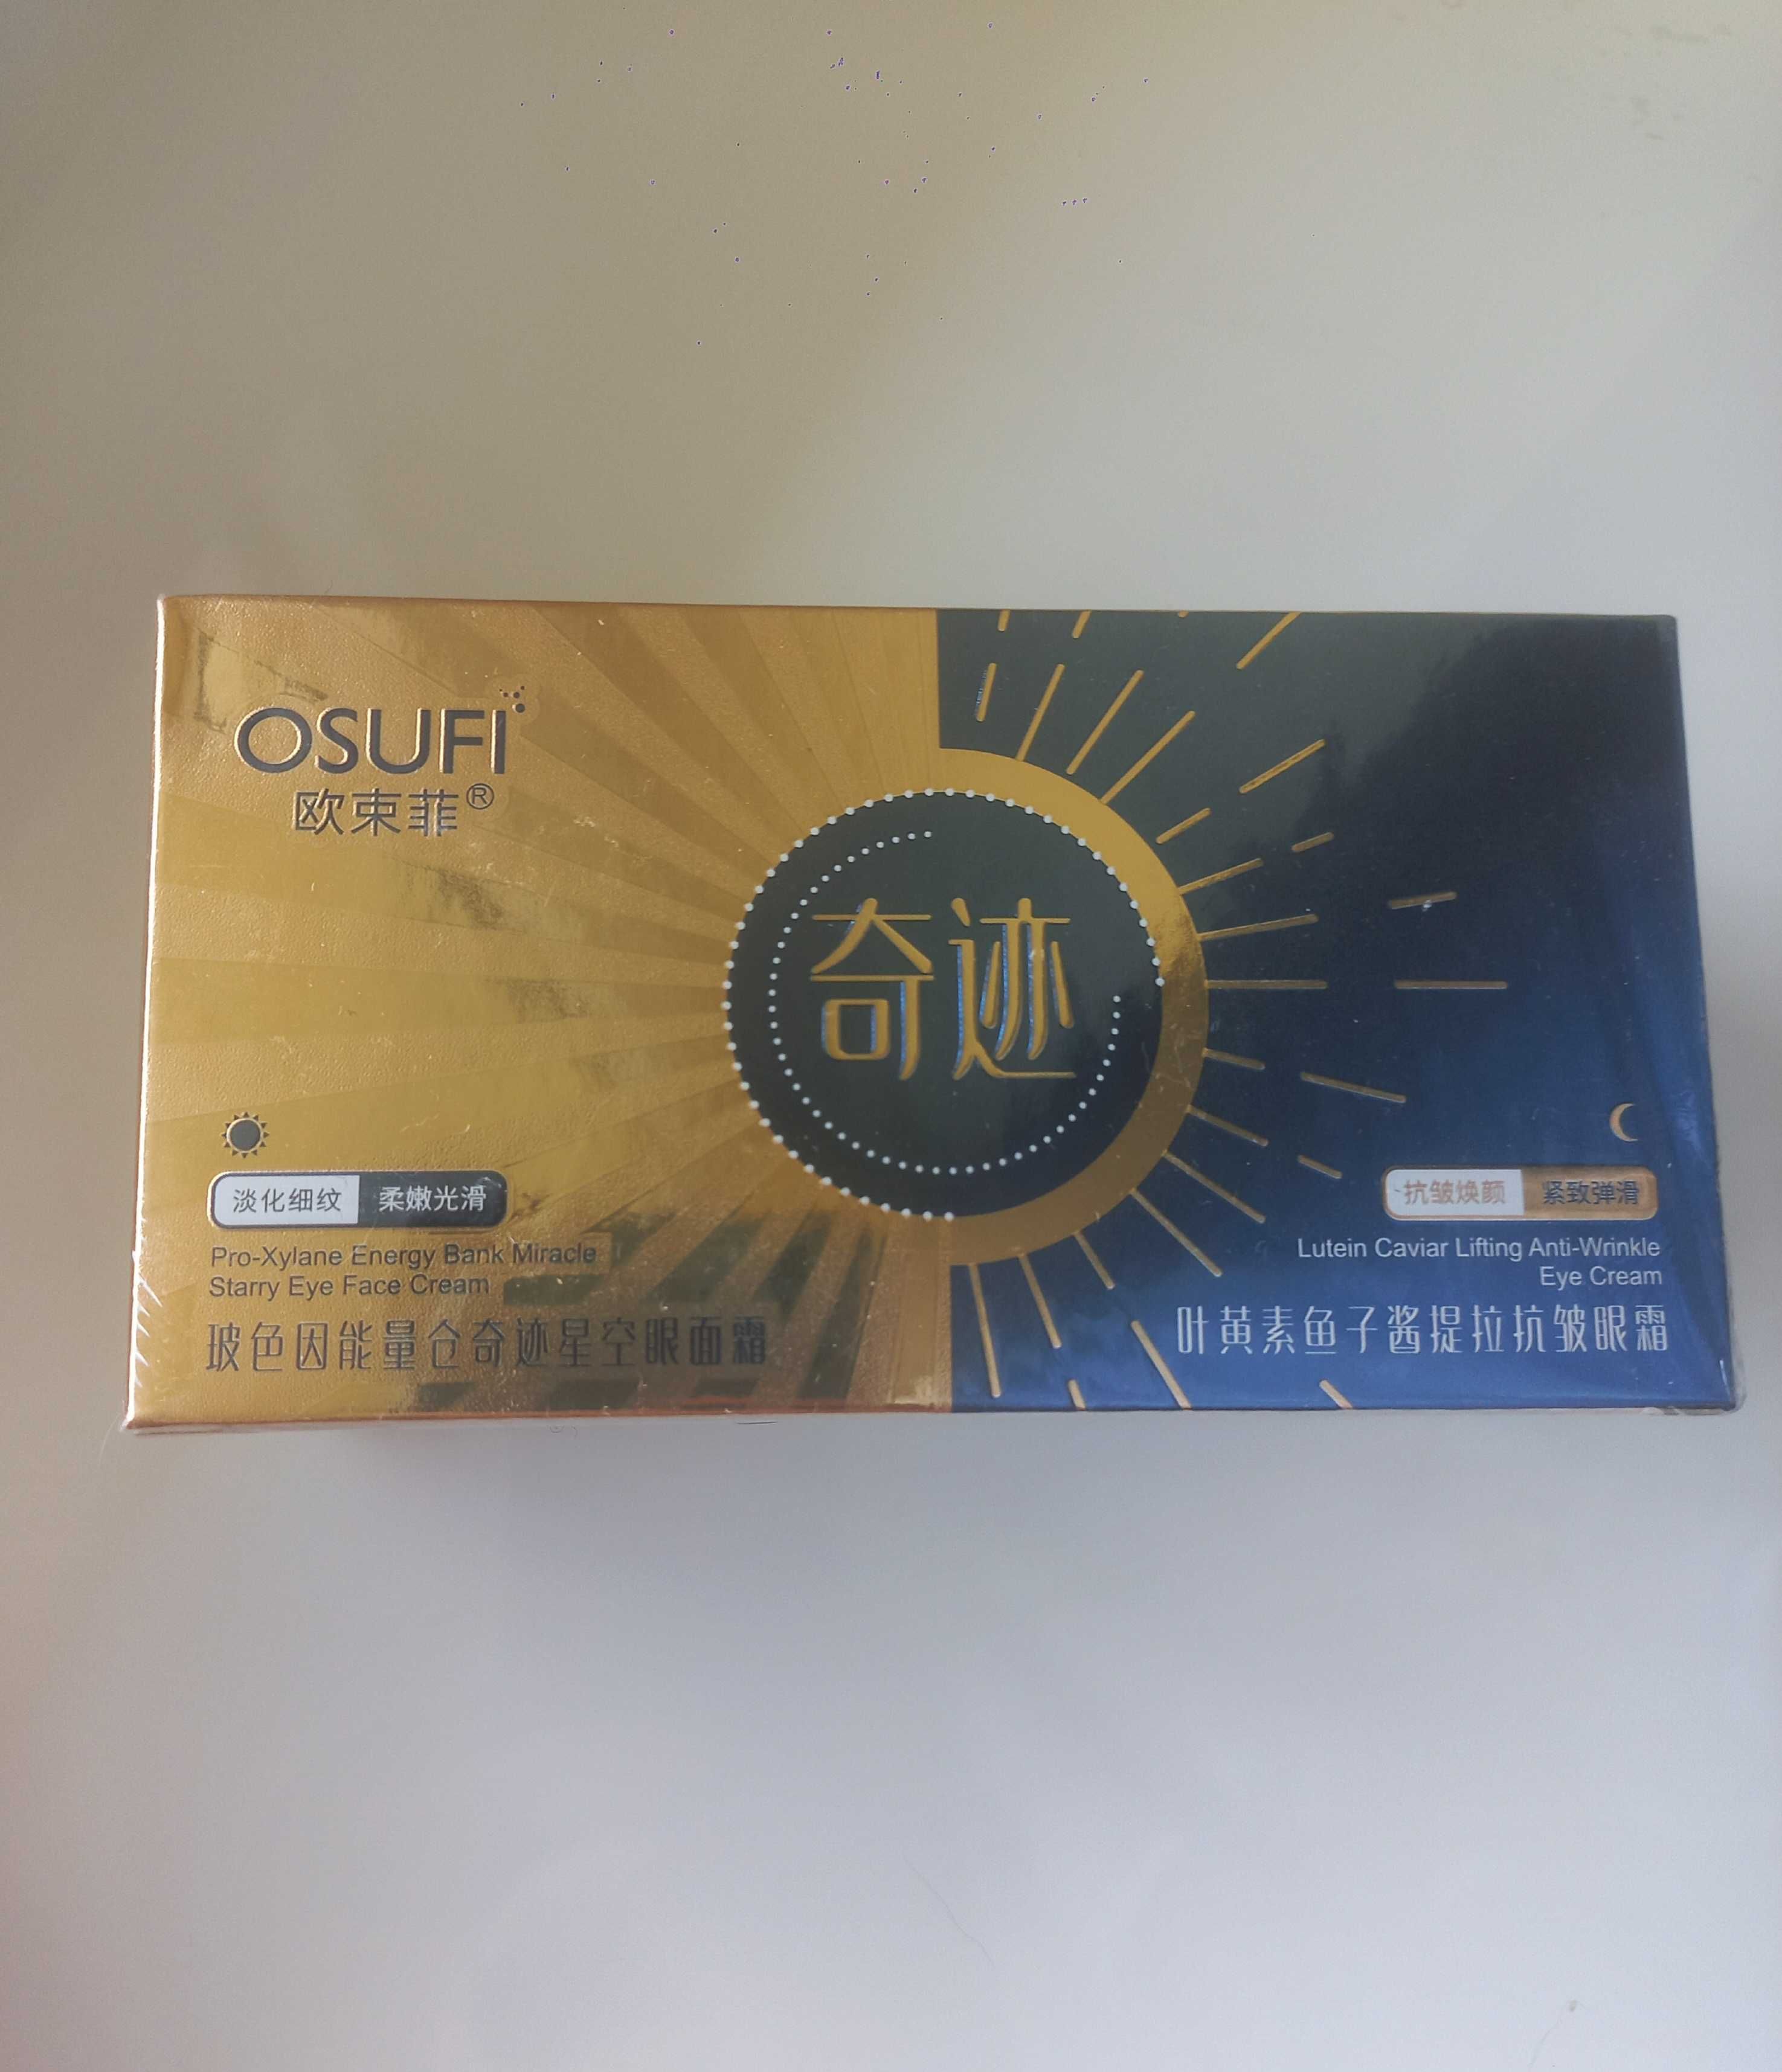 OSUFI
欧束菲®
奇迹
淡化细纹 柔嫩光滑
Pro-Xylane Energy Bank Miracle
Starry Eye Face Cream
玻色因能量仓奇迹星空眼面霜
抗皱焕颜 紧致弹滑
Lutein Caviar Lifting Anti-Wrinkle
Eye Cream
叶黄素鱼子酱提拉抗皱眼霜